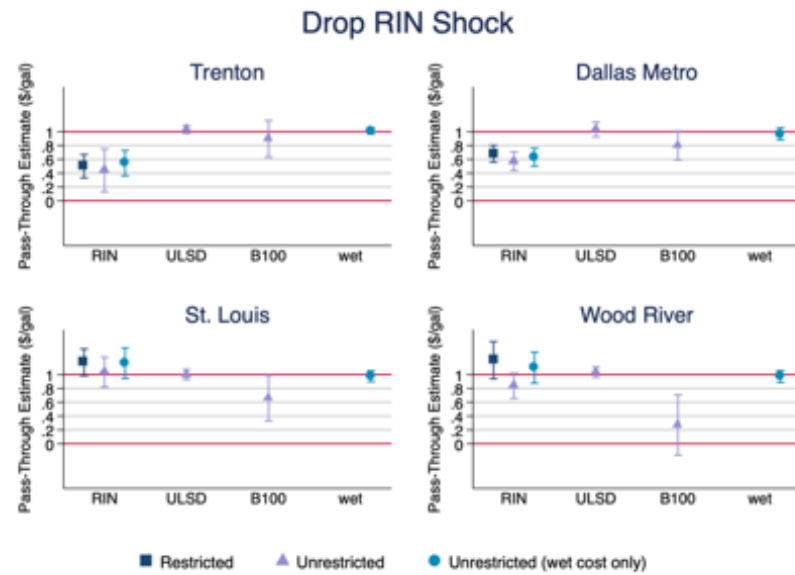 Drop RIN Shock
Trenton
Pass-Through Estimate ($/gal)
1
.8
.6
.4
.2
0
RIN ULSD B100 wet
Dallas Metro
Pass-Through Estimate ($/gal)
1
.8
.6
.4
.2
0
RIN ULSD B100 wet
St. Louis
Pass-Through Estimate ($/gal)
1
.8
.6
.4
.2
0
RIN ULSD B100 wet
Wood River
Pass-Through Estimate ($/gal)
1
.8
.6
.4
.2
0
RIN ULSD B100 wet
Restricted Unrestricted Unrestricted (wet cost only)